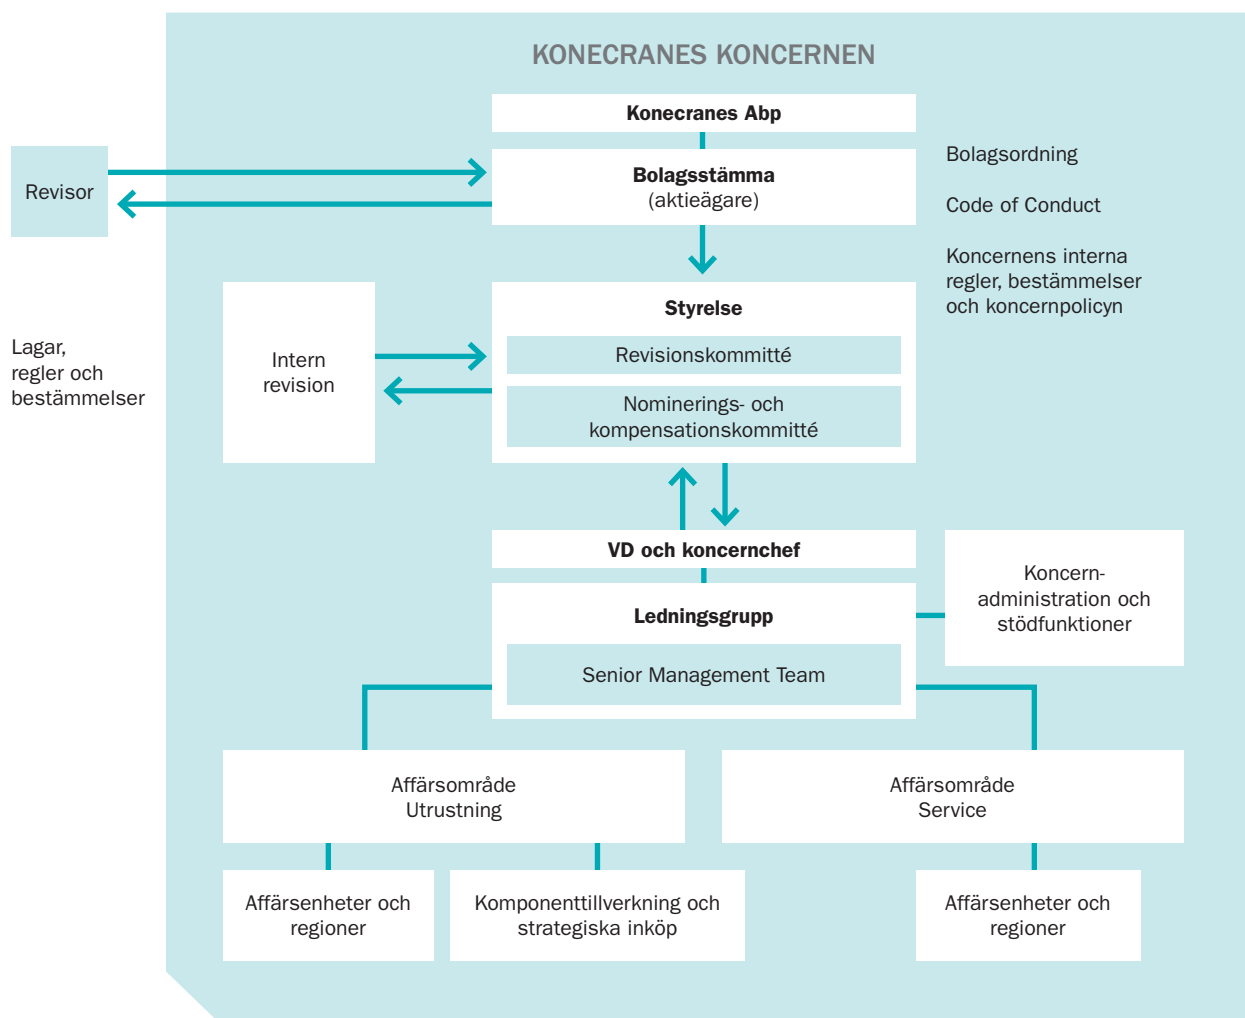 KONECRANES KONCERNEN
Konecranes Abp
Revisor
Bolagsstämma
(aktieägare)
Bolagsordning
Code of Conduct
Koncernens interna
regler, bestämmelser
och koncernpolicyn
Lagar,
regler och
bestämmelser
Intern
revision
Styrelse
Revisionskommitté
Nominerings- och
kompensationskommitté
VD och koncernchef
Ledningsgrupp
Senior Management Team
Koncern-
administration och
stödfunktioner
Affärsområde
Utrustning
Affärsområde
Service
Affärsenheter och
regioner
Komponenttillverkning och
strategiska inköp
Affärsenheter och
regioner